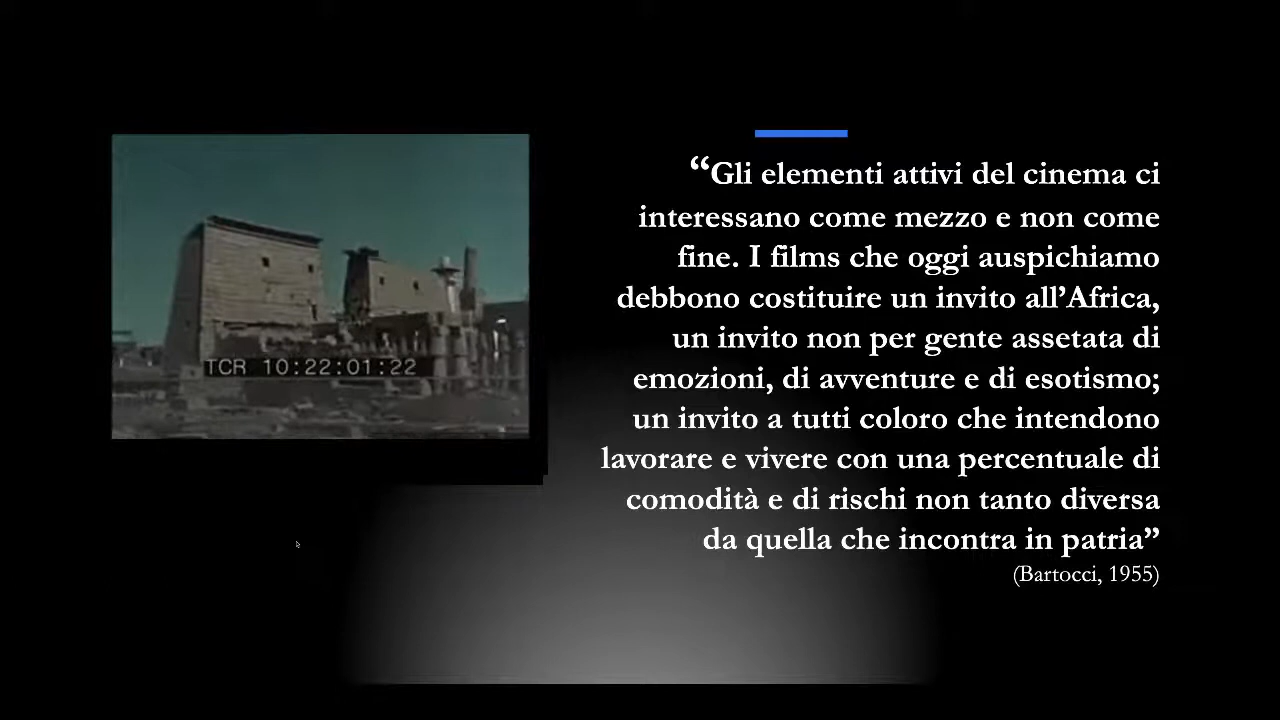 TCR 10:22:01:22
“Gli elementi attivi del cinema ci
interessano come mezzo e non come
fine. I films che oggi auspichiamo
debbono costituire un invito all’Africa,
un invito non per gente assetata di
emozioni, di avventure e di esotismo;
un invito a tutti coloro che intendono
lavorare e vivere con una percentuale di
comodità e di rischi non tanto diversa
da quella che incontra in patria”
(Bartocci, 1955)